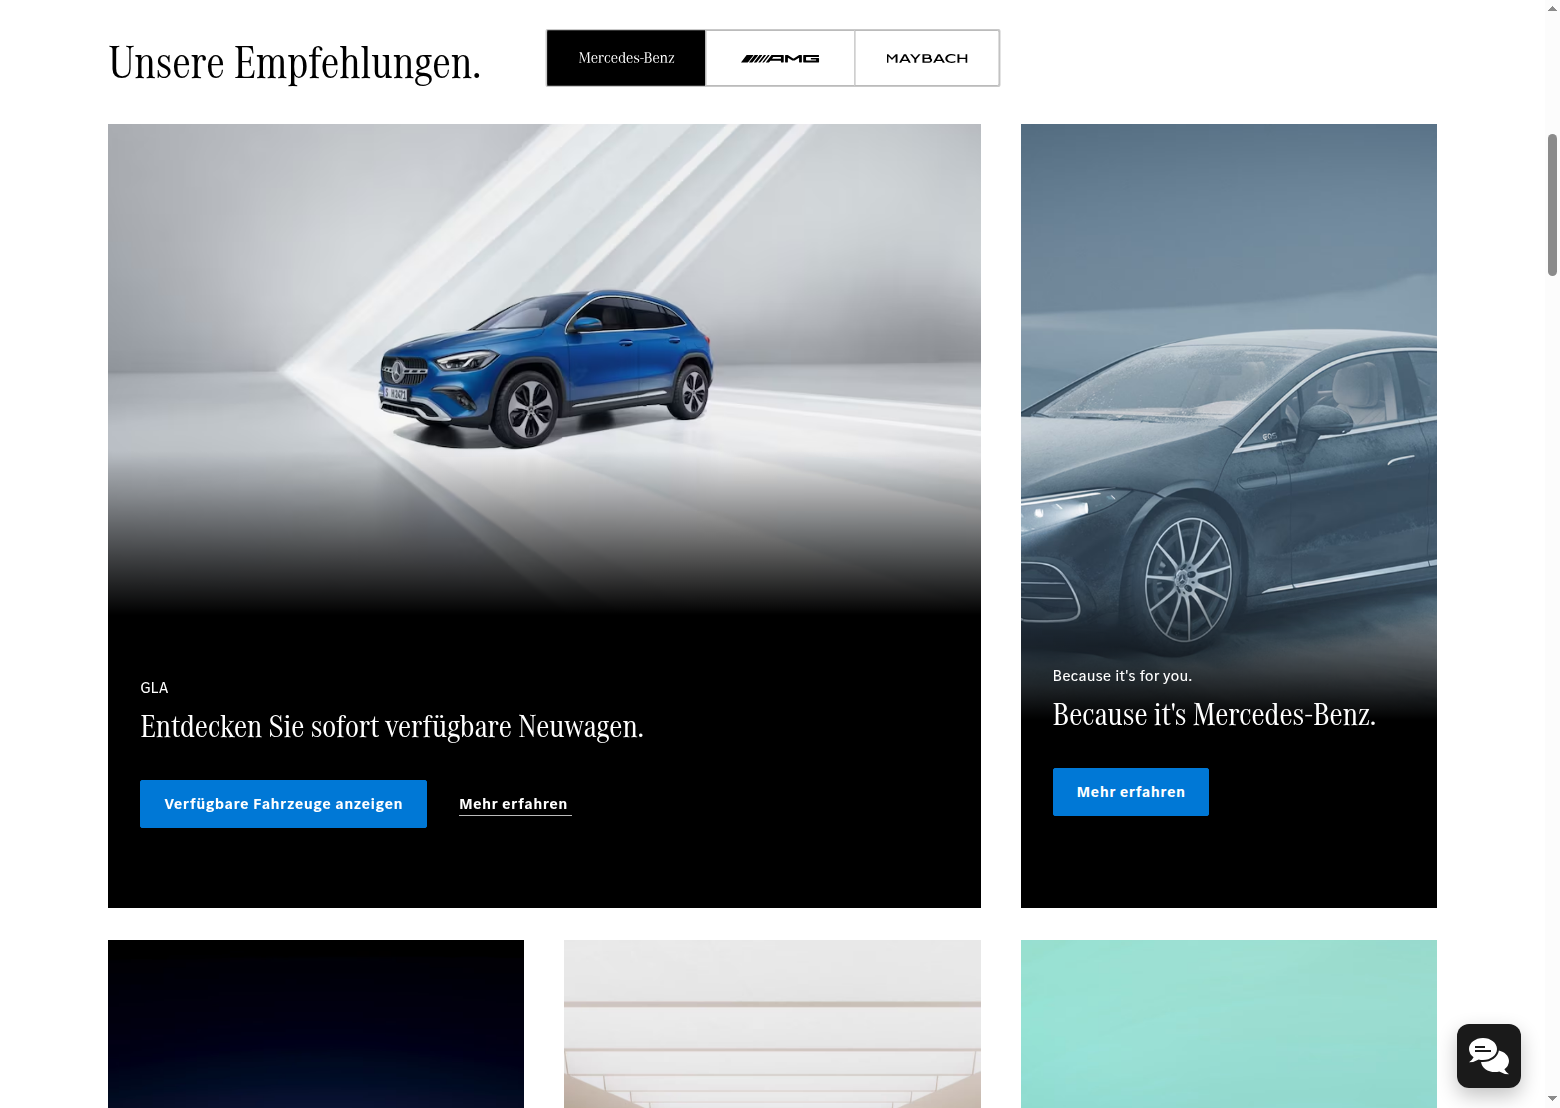 Unsere Empfehlungen.
Mercedes-Benz
AMG
MAYBACH
GLA
Entdecken Sie sofort verfügbare Neuwagen.
Verfügbare Fahrzeuge anzeigen
Mehr erfahren
Because it's for you.
Because it's Mercedes-Benz.
Mehr erfahren